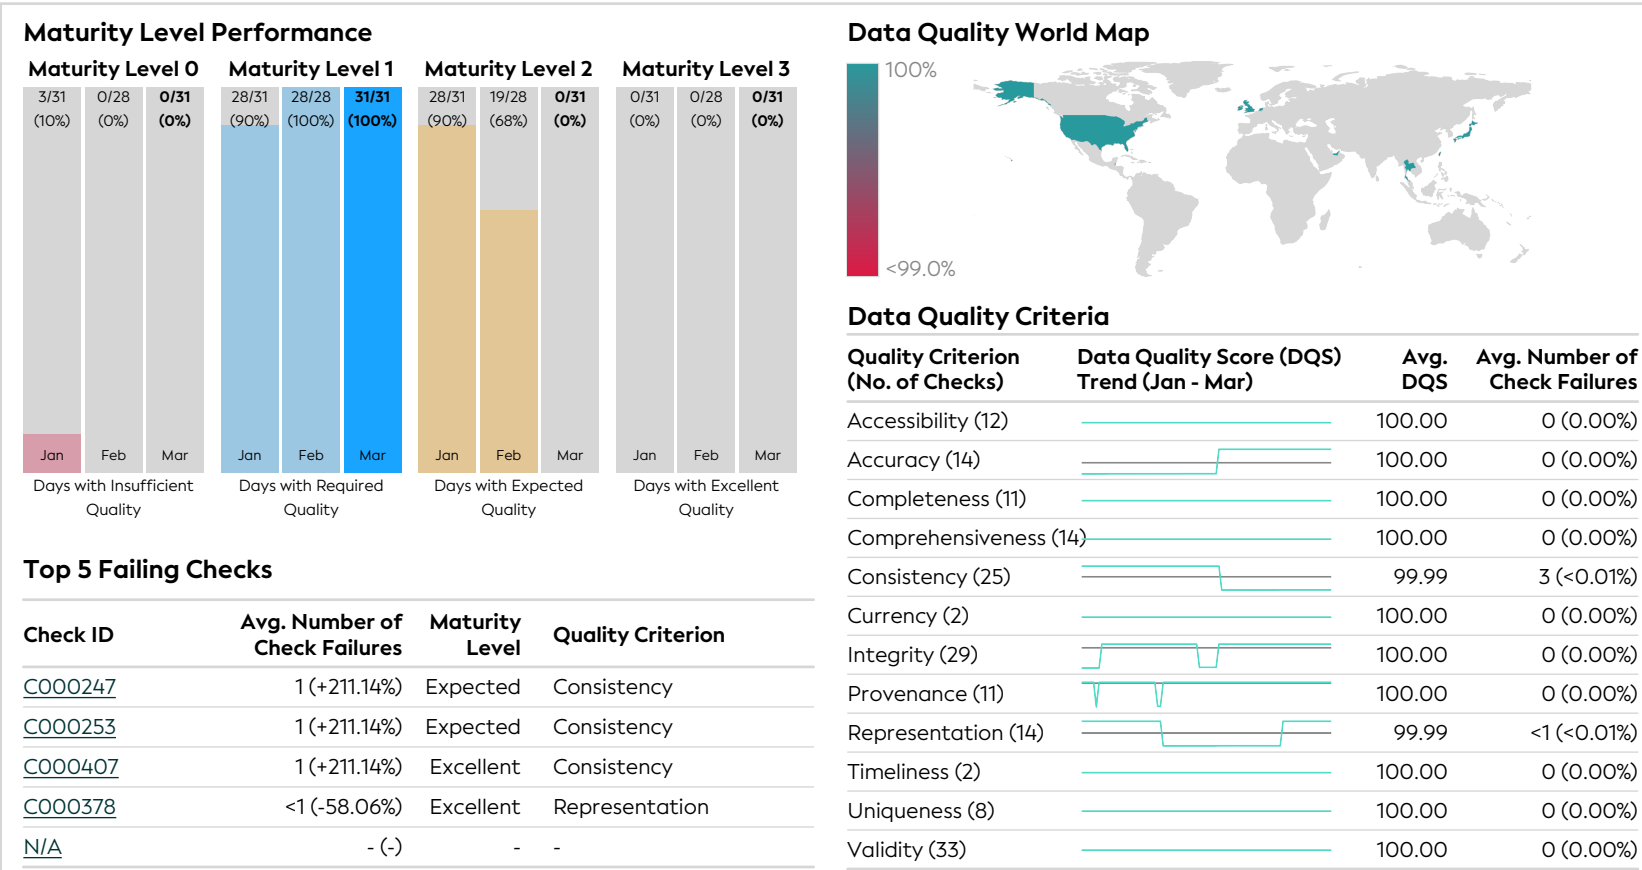 Maturity Level Performance
Maturity Level 0 Maturity Level 1 Maturity Level 2 Maturity Level 3
3/31 0/28 0/31 28/31 28/28 31/31 28/31 19/28 0/31 0/31 0/28 0/31
(10%) (0%) (0%) (90%) (100%) (100%) (90%) (68%) (0%) (0%) (0%) (0%)
Jan Feb Mar Jan Feb Mar Jan Feb Mar Jan Feb Mar
Days with Insufficient Days with Required Days with Expected Days with Excellent
Quality Quality Quality Quality
Top 5 Failing Checks
Check ID Avg. Number of Check Failures Maturity Level Quality Criterion
C000247 1 (+211.14%) Expected Consistency
C000253 1 (+211.14%) Expected Consistency
C000407 1 (+211.14%) Excellent Consistency
C000378 <1 (-58.06%) Excellent Representation
N/A - (-) - -
Data Quality World Map
100%
<99.0%
Data Quality Criteria
Quality Criterion Data Quality Score (DQS) Avg. Avg. Number of
(No. of Checks) Trend (Jan - Mar) DQS Check Failures
Accessibility (12) 100.00 0 (0.00%)
Accuracy (14) 100.00 0 (0.00%)
Completeness (11) 100.00 0 (0.00%)
Comprehensiveness (14) 100.00 0 (0.00%)
Consistency (25) 99.99 3 (<0.01%)
Currency (2) 100.00 0 (0.00%)
Integrity (29) 100.00 0 (0.00%)
Provenance (11) 100.00 0 (0.00%)
Representation (14) 99.99 <1 (<0.01%)
Timeliness (2) 100.00 0 (0.00%)
Uniqueness (8) 100.00 0 (0.00%)
Validity (33) 100.00 0 (0.00%)